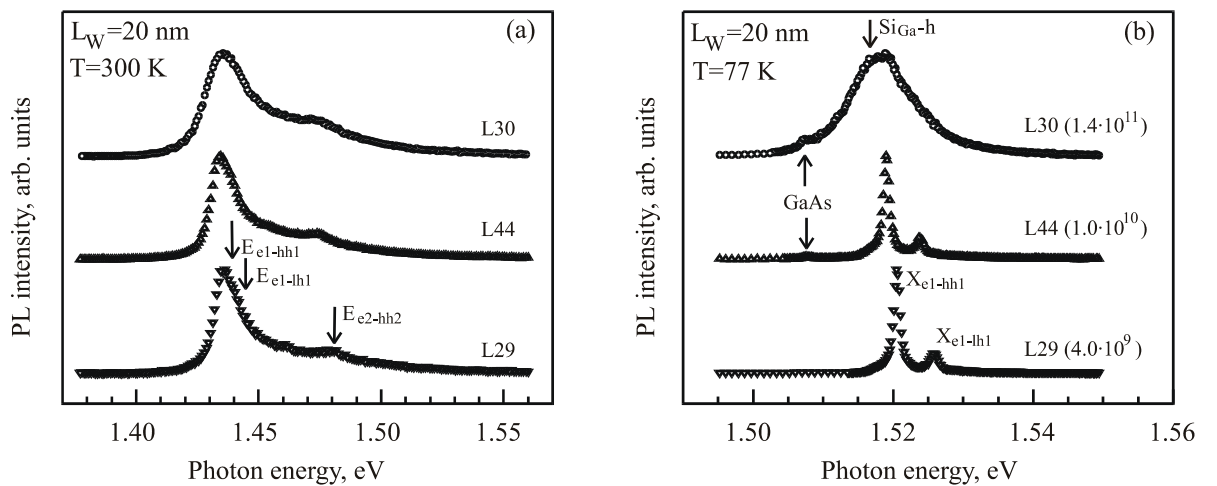 L_W=20 nm
T=300 K
(a)
L30
L44
E_e1-hh1
E_e1-lh1
E_e2-hh2
L29
PL intensity, arb. units
1.40 1.45 1.50 1.55
Photon energy, eV
L_W=20 nm
T=77 K
Si_Ga-h
(b)
L30 (1.4·10^11)
GaAs
L44 (1.0·10^10)
X_e1-hh1
X_e1-lh1
L29 (4.0·10^9)
PL intensity, arb. units
1.50 1.52 1.54 1.56
Photon energy, eV